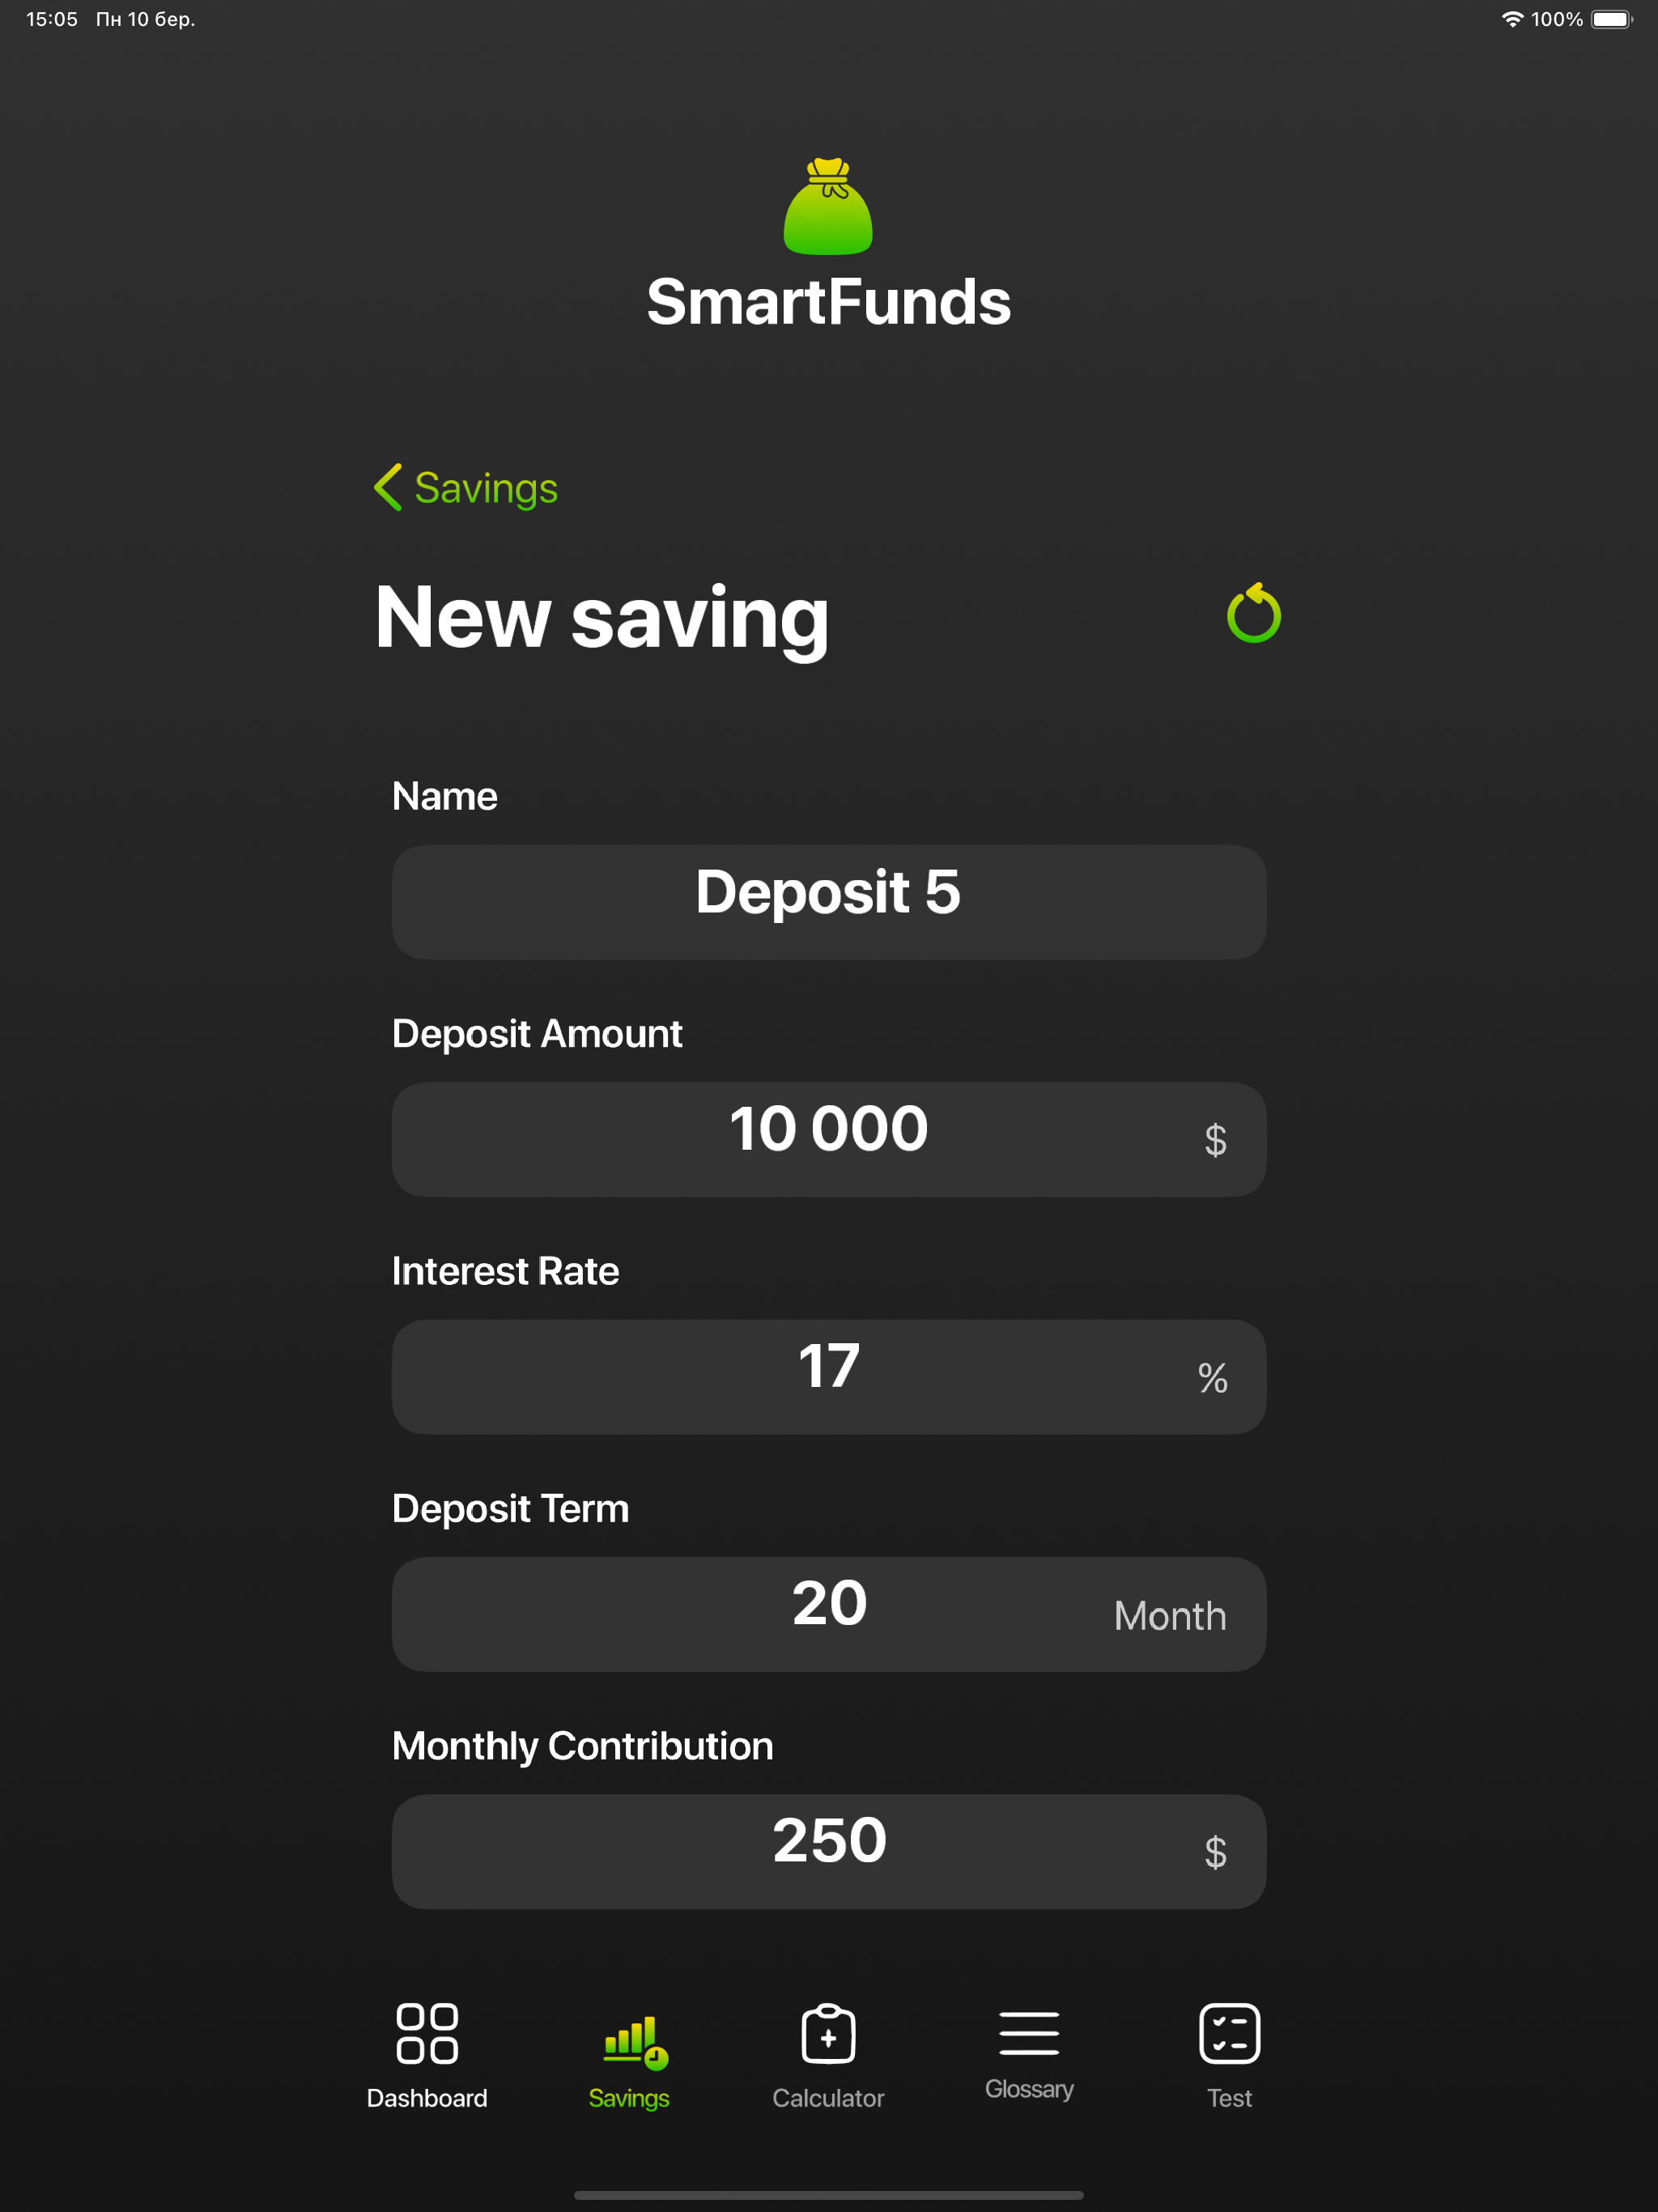 15:05 Пн 10 бер. 100%
SmartFunds
Savings
New saving
Name
Deposit 5
Deposit Amount
10 000 $
Interest Rate
17 %
Deposit Term
20 Month
Monthly Contribution
250 $
Dashboard Savings Calculator Glossary Test